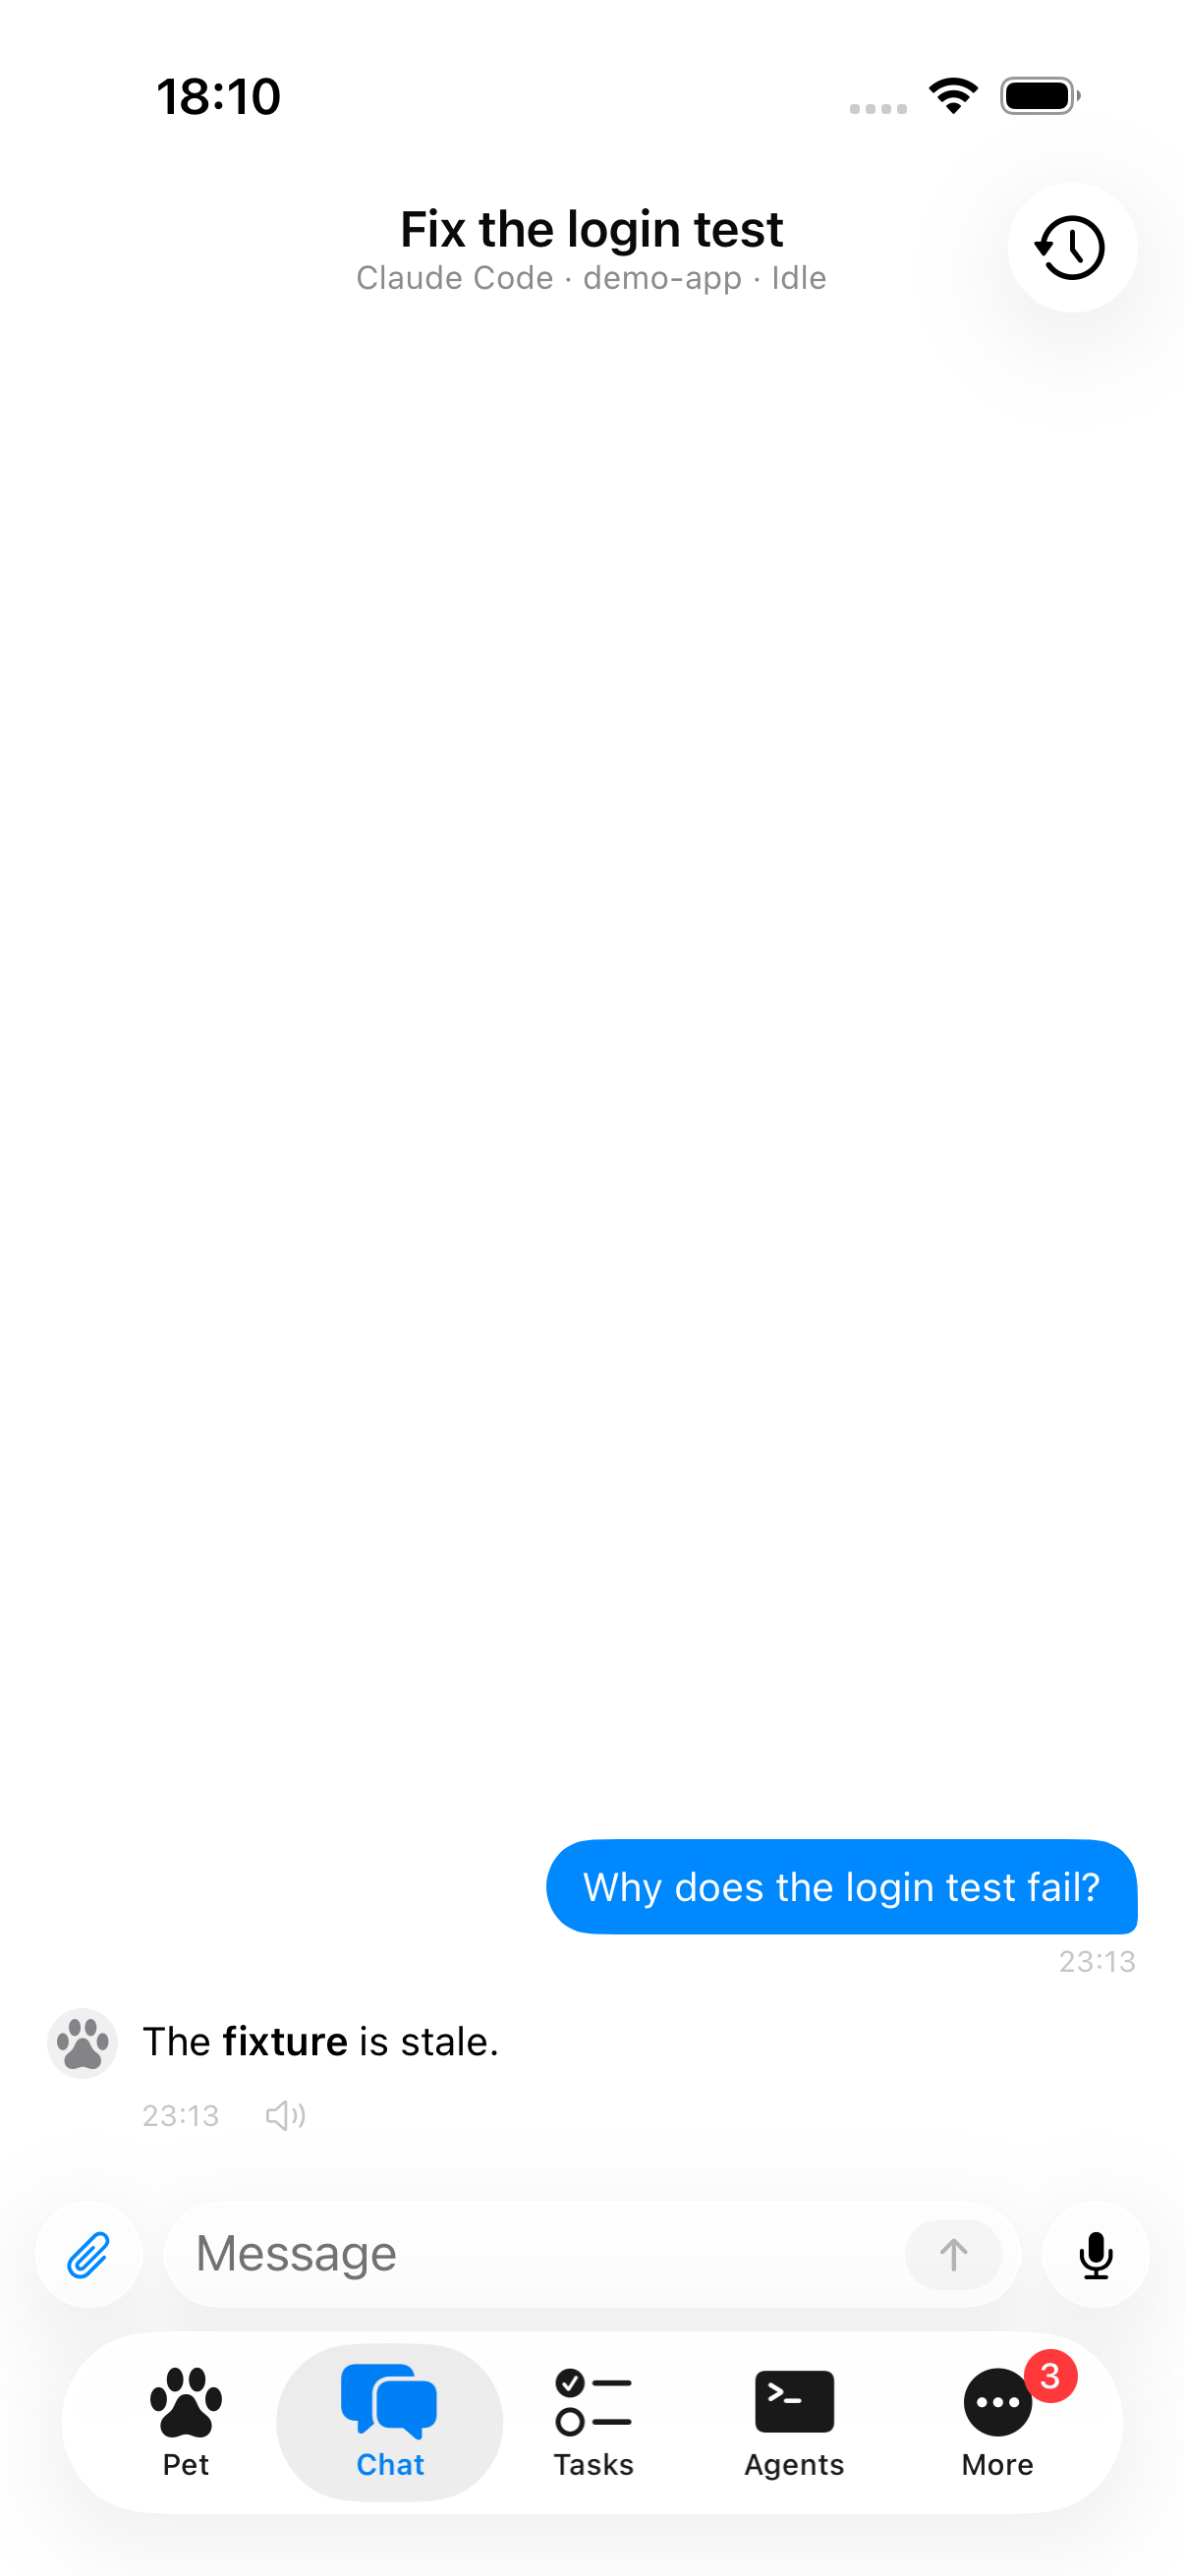 18:10
Fix the login test
Claude Code · demo-app · Idle
Why does the login test fail?
23:13
The fixture is stale.
23:13
Message
3
Pet
Chat
Tasks
Agents
More